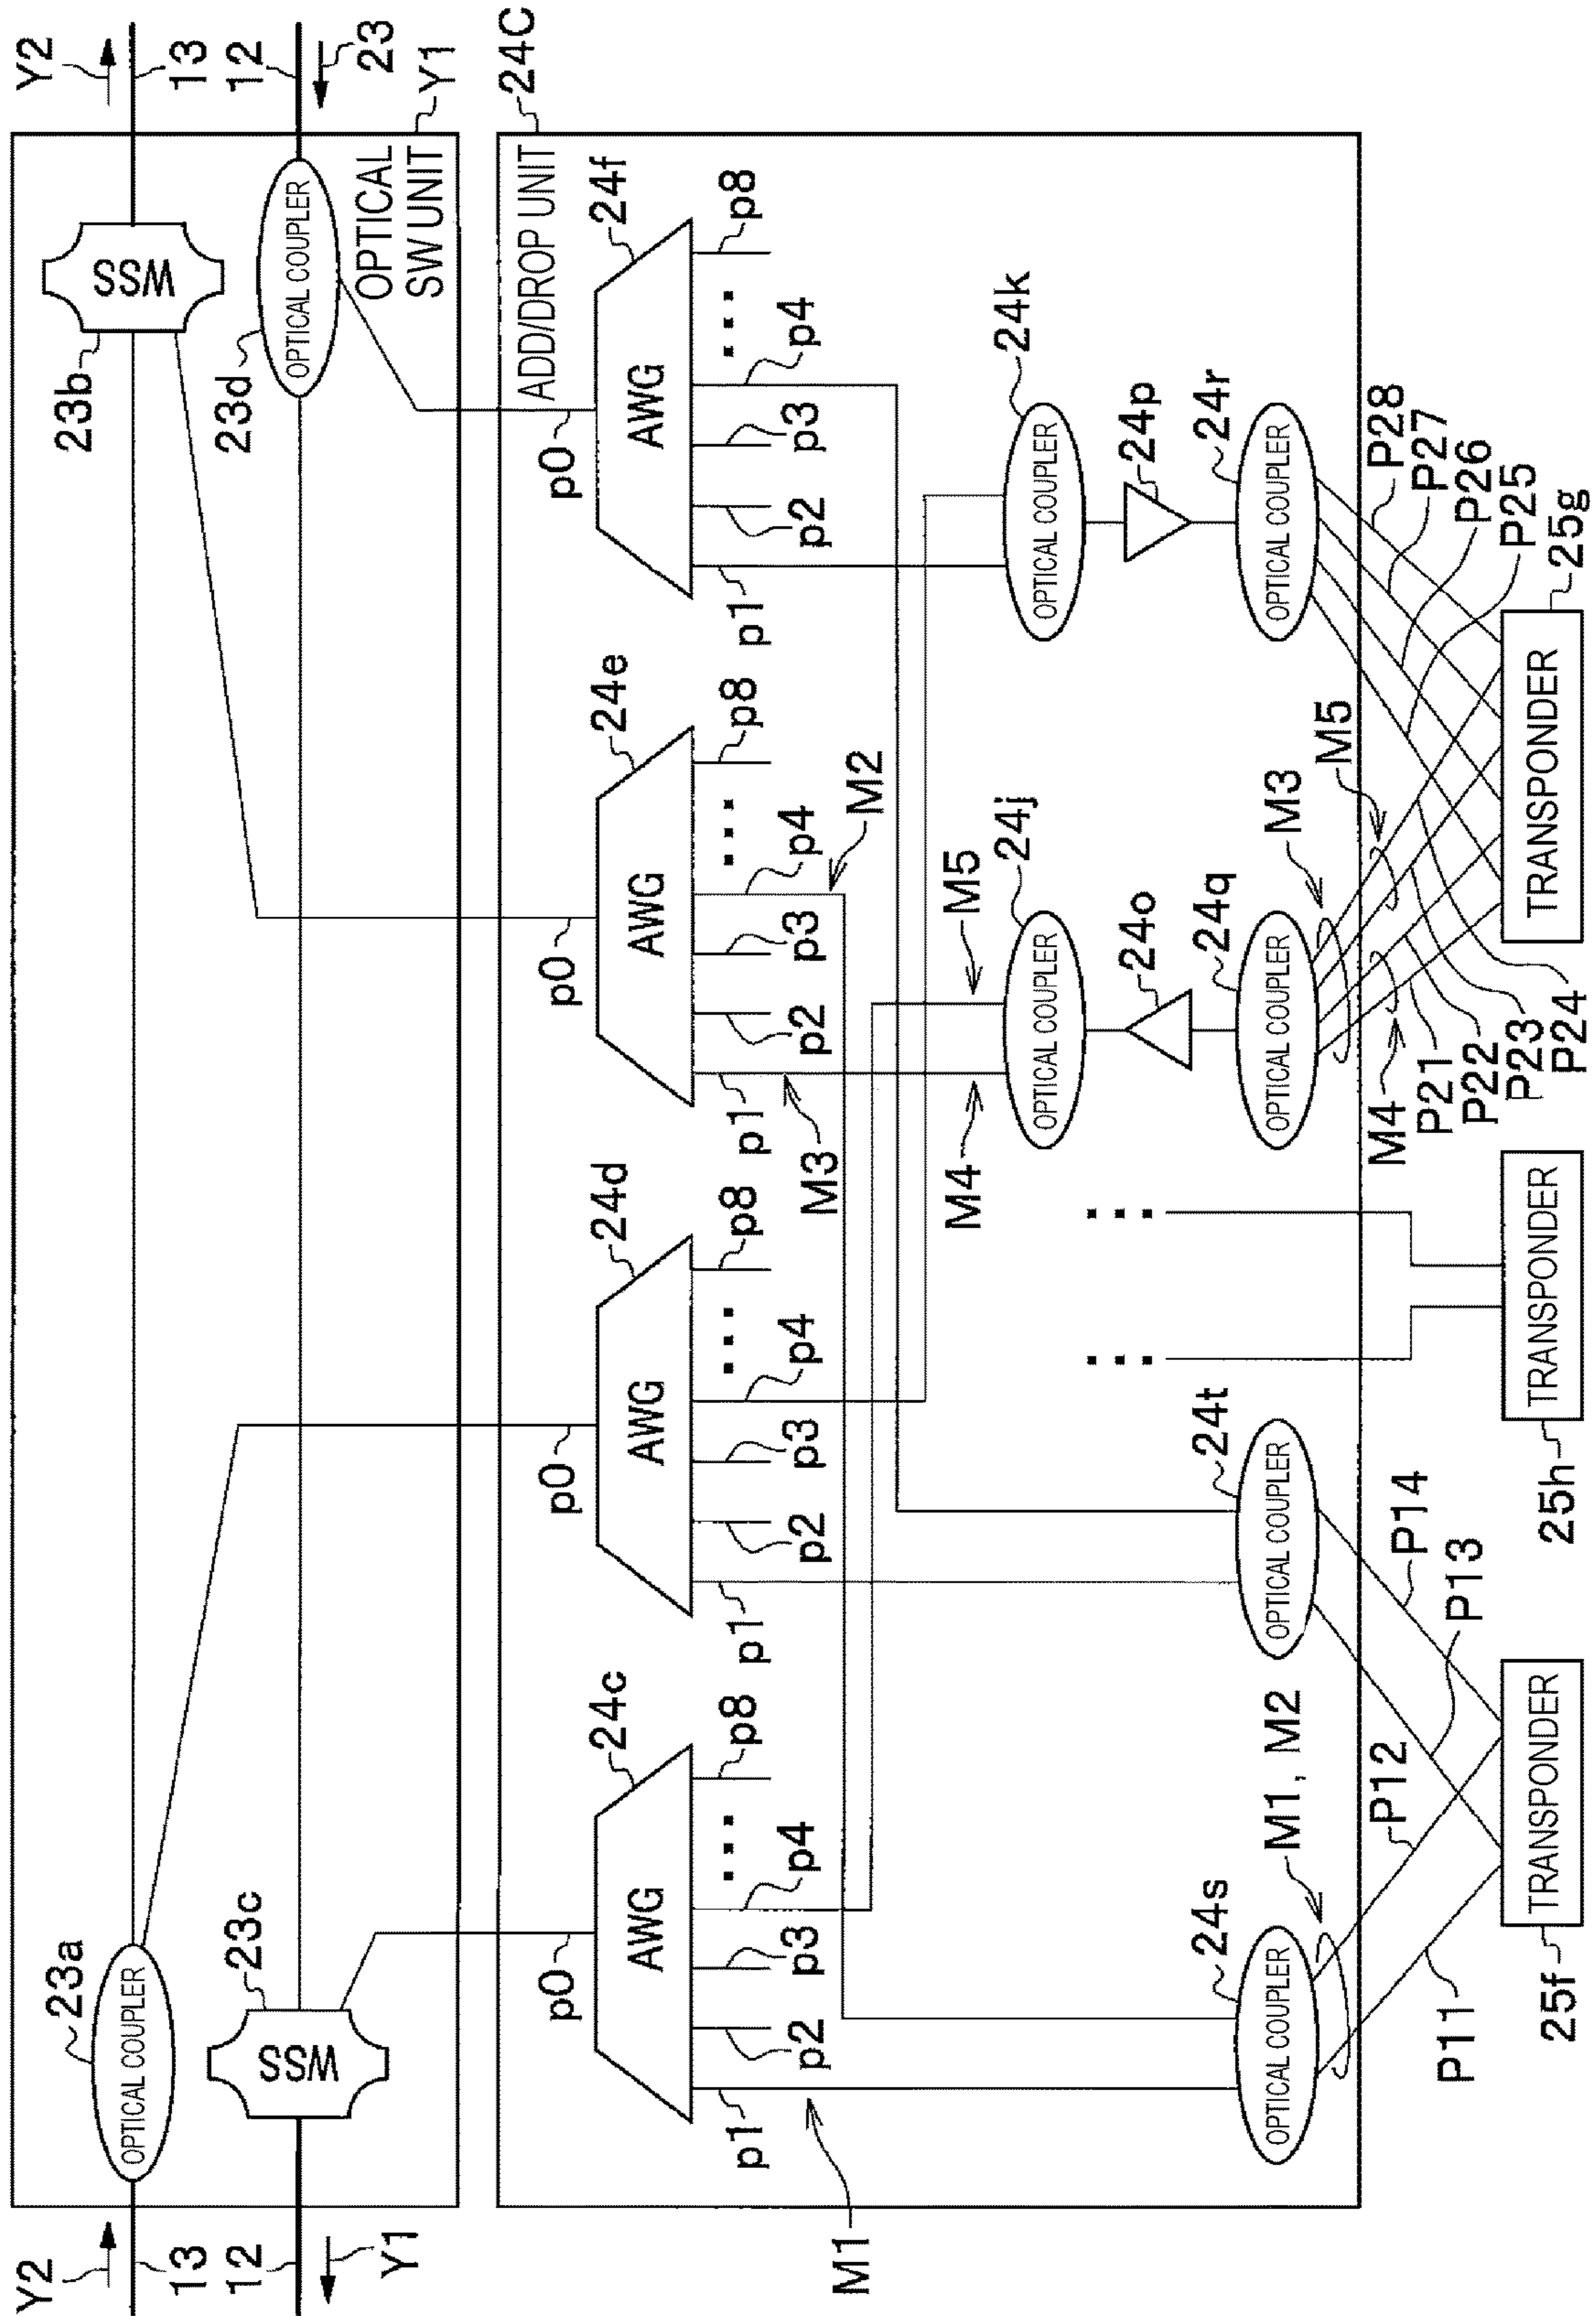 Y2
13
12
Y1
23a
OPTICAL COUPLER
23c
WSS
23b
WSS
23d
OPTICAL COUPLER
OPTICAL
SW UNIT
Y2
13
12
23
Y1
24C
ADD/DROP UNIT
p0
AWG
24c
p1
p2
p3
p4
...
p8
p0
AWG
24d
p1
p2
p3
p4
...
p8
p0
AWG
24e
p1
p2
p3
p4
...
p8
p0
AWG
24f
p1
p2
p3
p4
...
p8
M1
M3
M2
M4
M5
24j
OPTICAL COUPLER
24k
OPTICAL COUPLER
24o
24p
24s
OPTICAL COUPLER
24t
OPTICAL COUPLER
...
...
24q
OPTICAL COUPLER
24r
OPTICAL COUPLER
M1, M2
M3
M5
M4
P11
P12
P13
P14
P21
P22
P23
P24
P28
P27
P26
P25
25f
TRANSPONDER
25h
TRANSPONDER
25g
TRANSPONDER